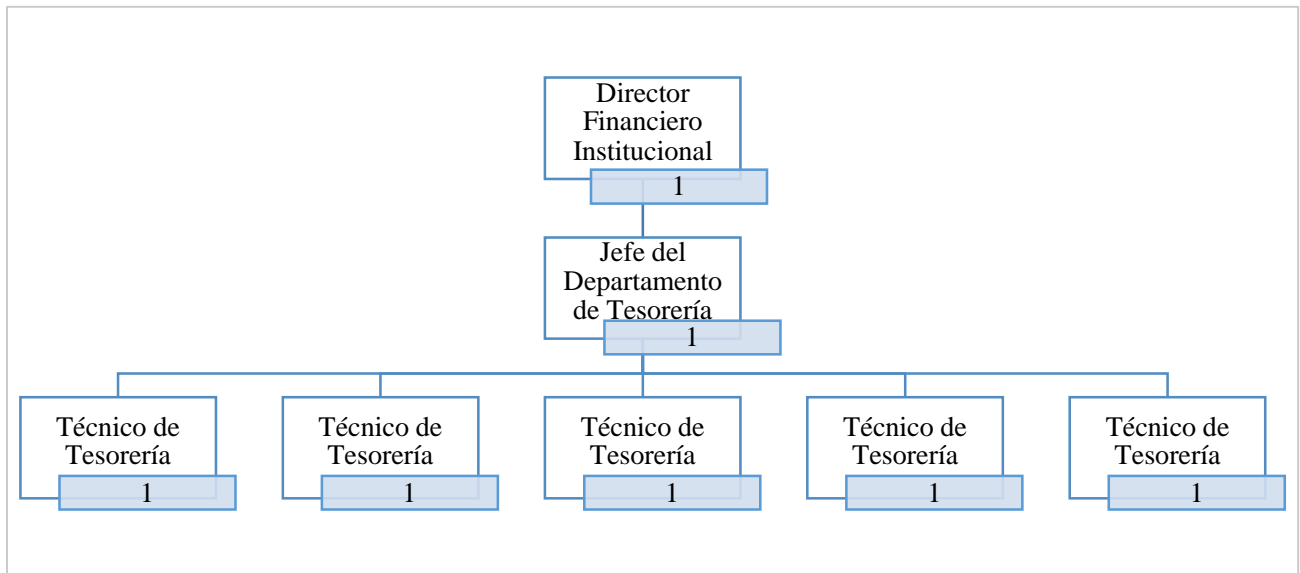 Director
Financiero
Institucional
1
Jefe del
Departamento
de Tesorería
1
Técnico de
Tesorería
1
Técnico de
Tesorería
1
Técnico de
Tesorería
1
Técnico de
Tesorería
1
Técnico de
Tesorería
1